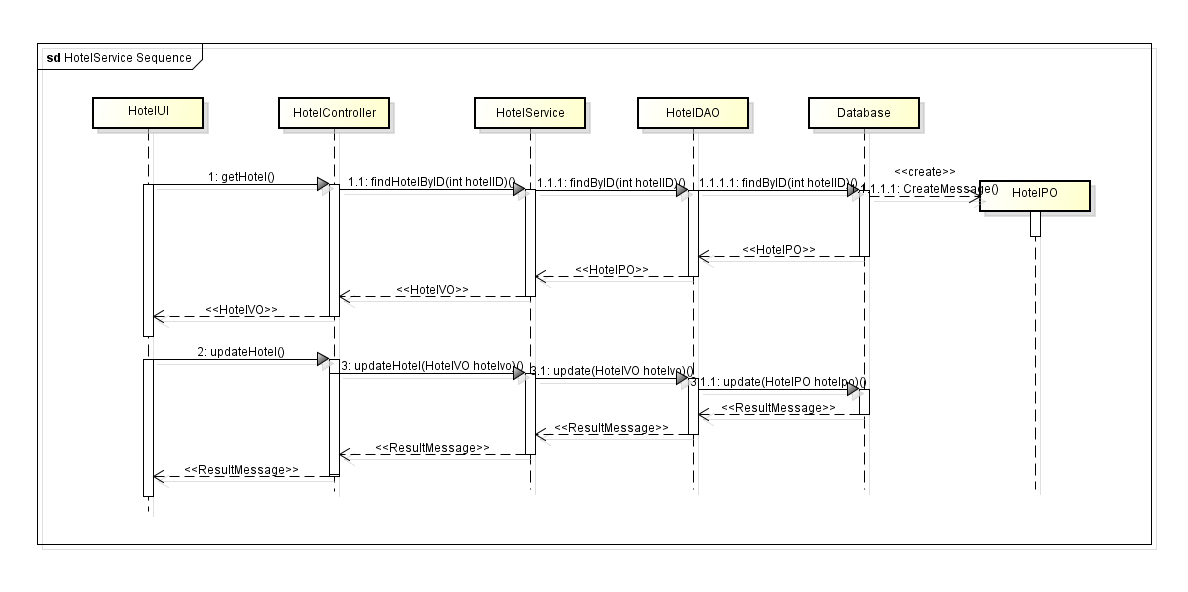 sd HotelService Sequence
HotelUI
HotelController
HotelService
HotelDAO
Database
<<create>>
1: getHotel()
1.1: findHotelByID(int hotelID)()
1.1.1: findByID(int hotelID)()
1.1.1.1: findByID(int hotelID)()
1.1.1.1: CreateMessage()
HotelPO
<<HotelPO>>
<<HotelPO>>
<<HotelVO>>
<<HotelVO>>
2: updateHotel()
3: updateHotel(HotelVO hotelvo)()
3.1: update(HotelVO hotelvo)()
3.1.1: update(HotelPO hotelpo)()
<<ResultMessage>>
<<ResultMessage>>
<<ResultMessage>>
<<ResultMessage>>